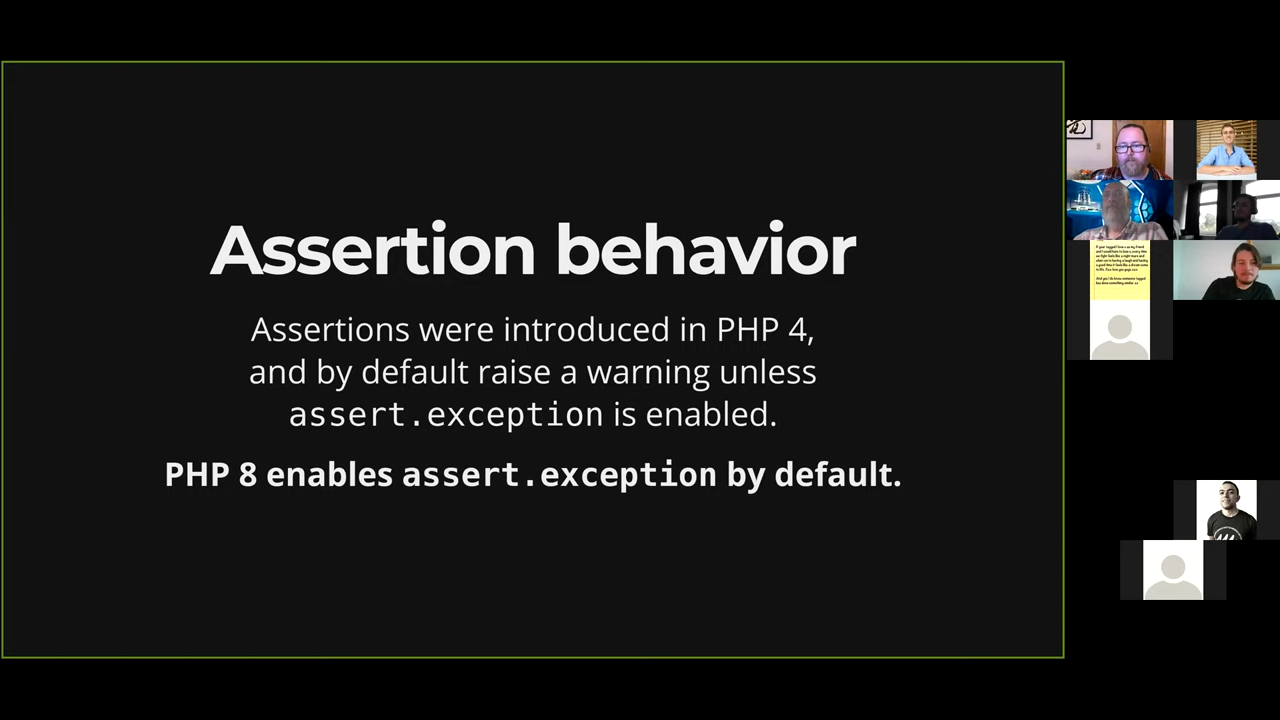 Assertion behavior
Assertions were introduced in PHP 4,
and by default raise a warning unless
assert.exception is enabled.
PHP 8 enables assert.exception by default.